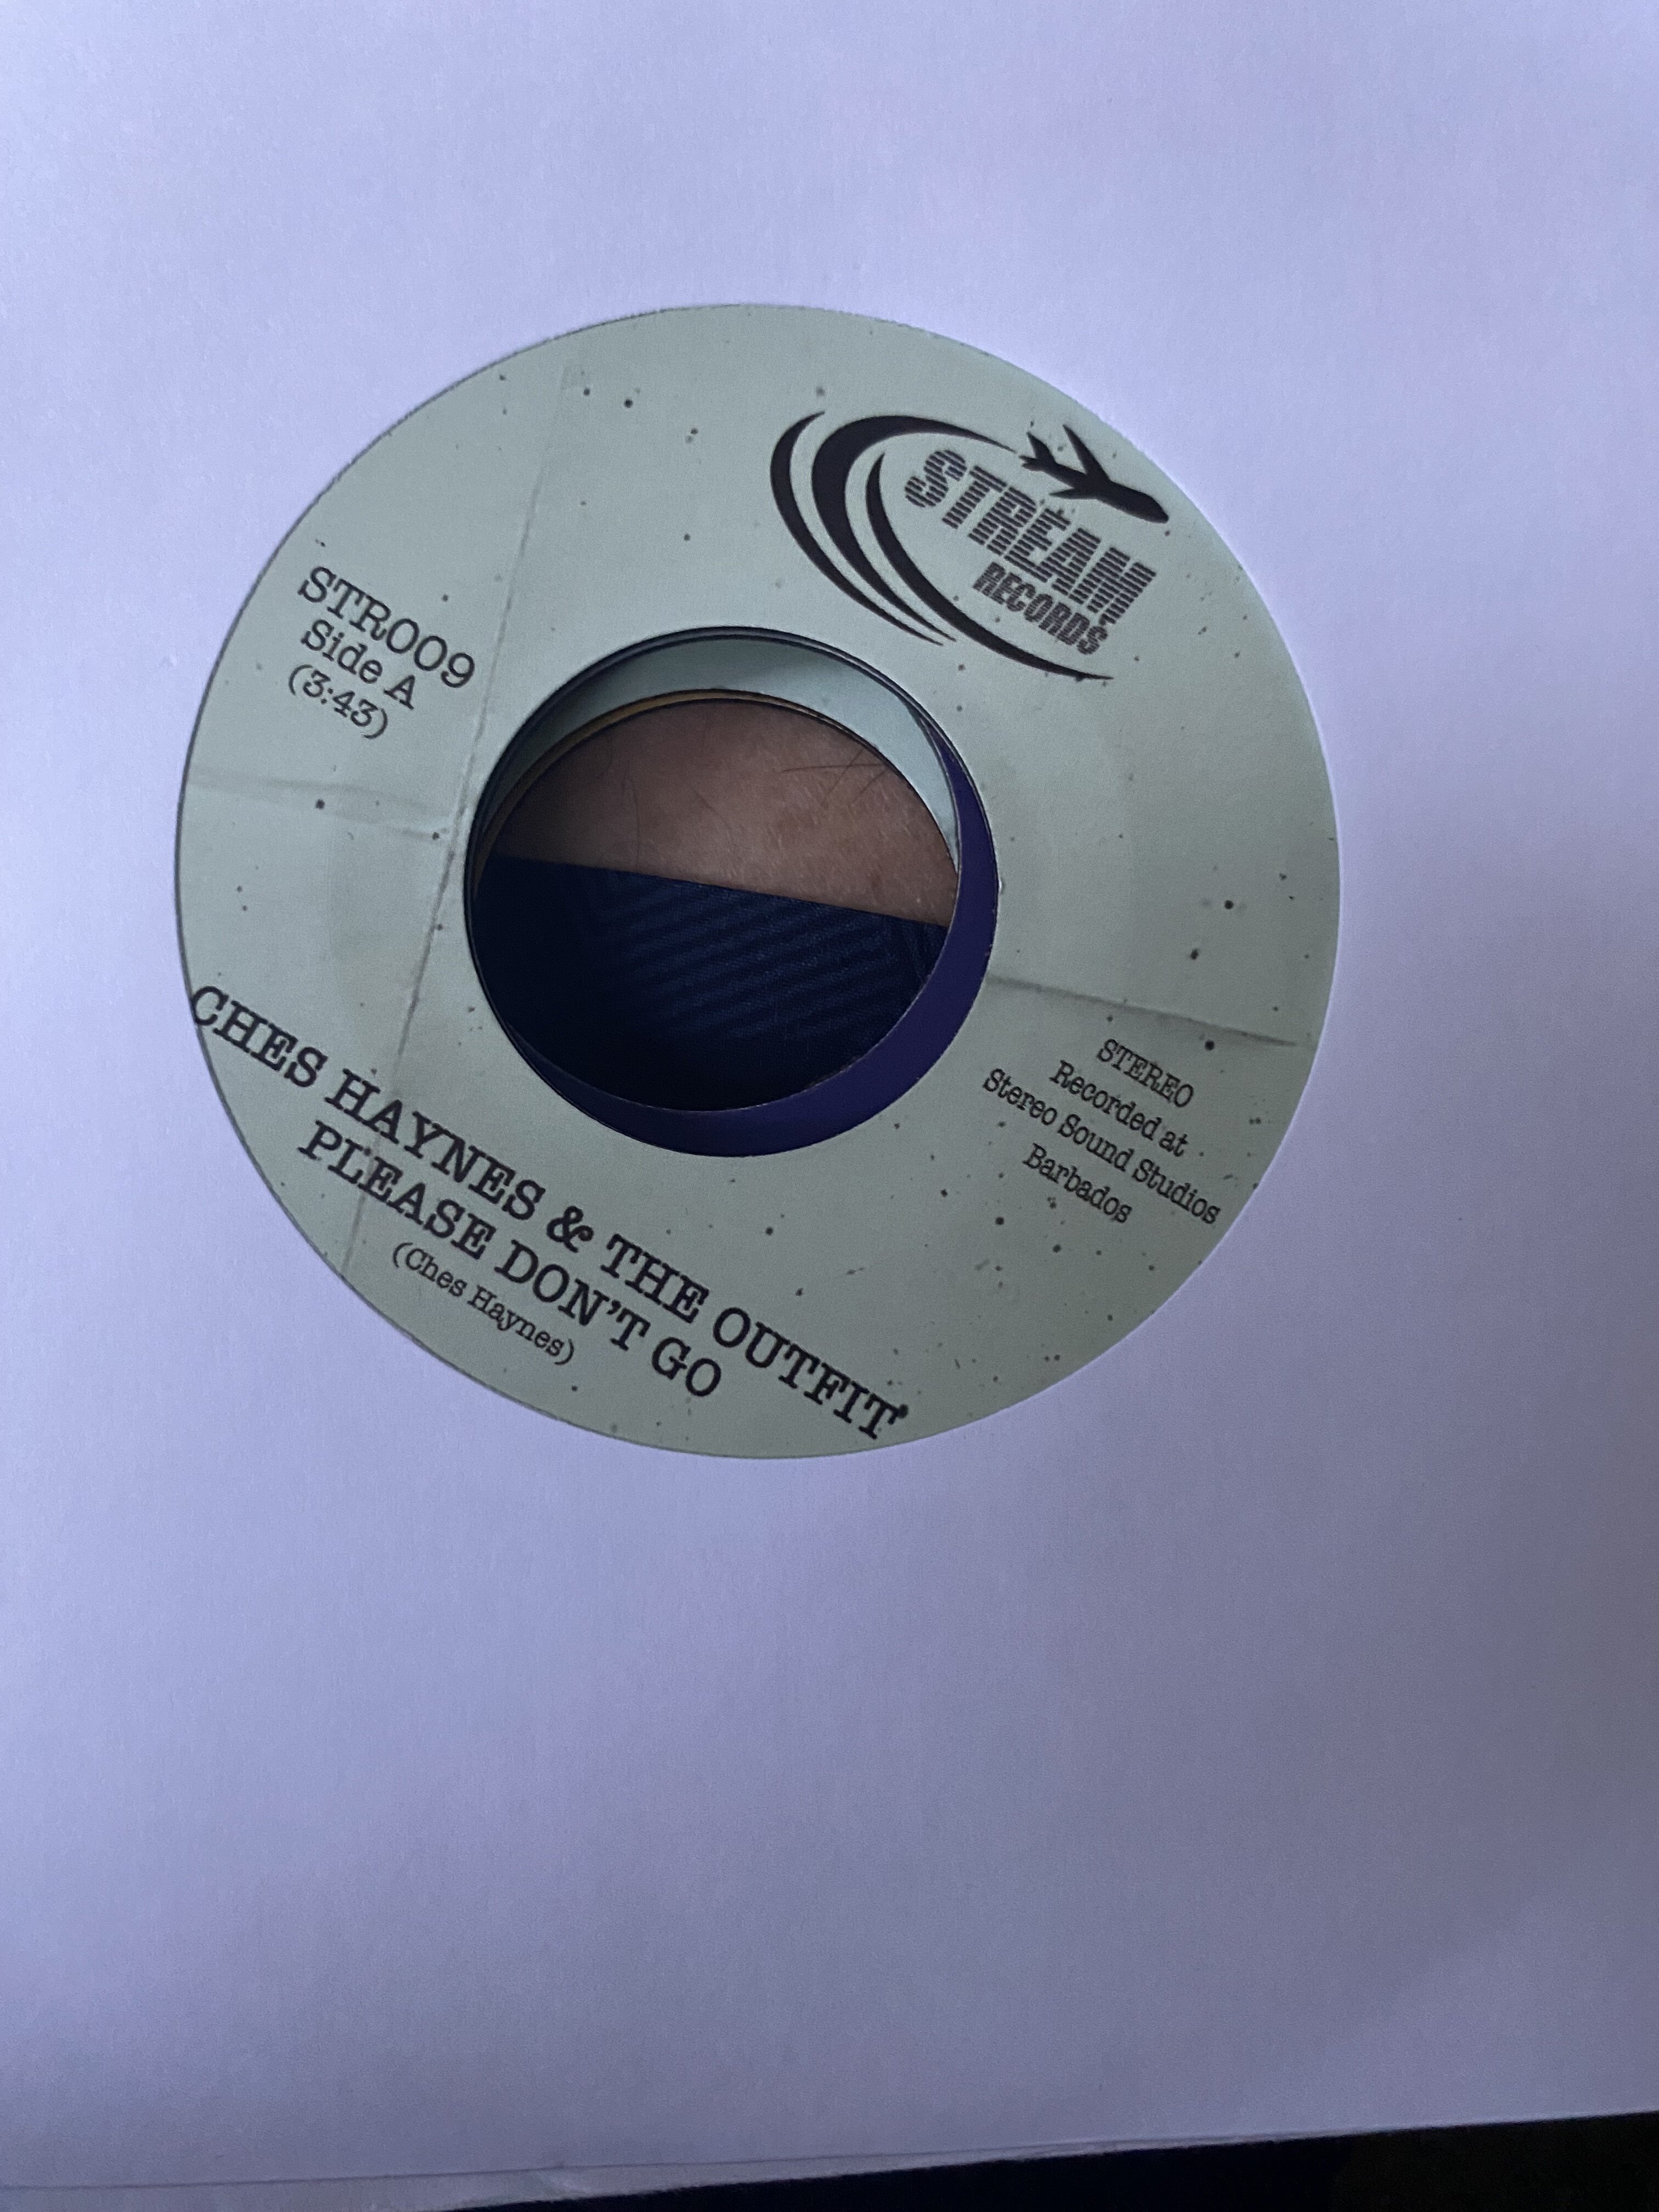 STREAM
RECORDS
STR009
Side A
(3:43)
STEREO
Recorded at
Stereo Sound Studios
Barbados
CHES HAYNES & THE OUTFIT
PLEASE DON'T GO
(Ches Haynes)